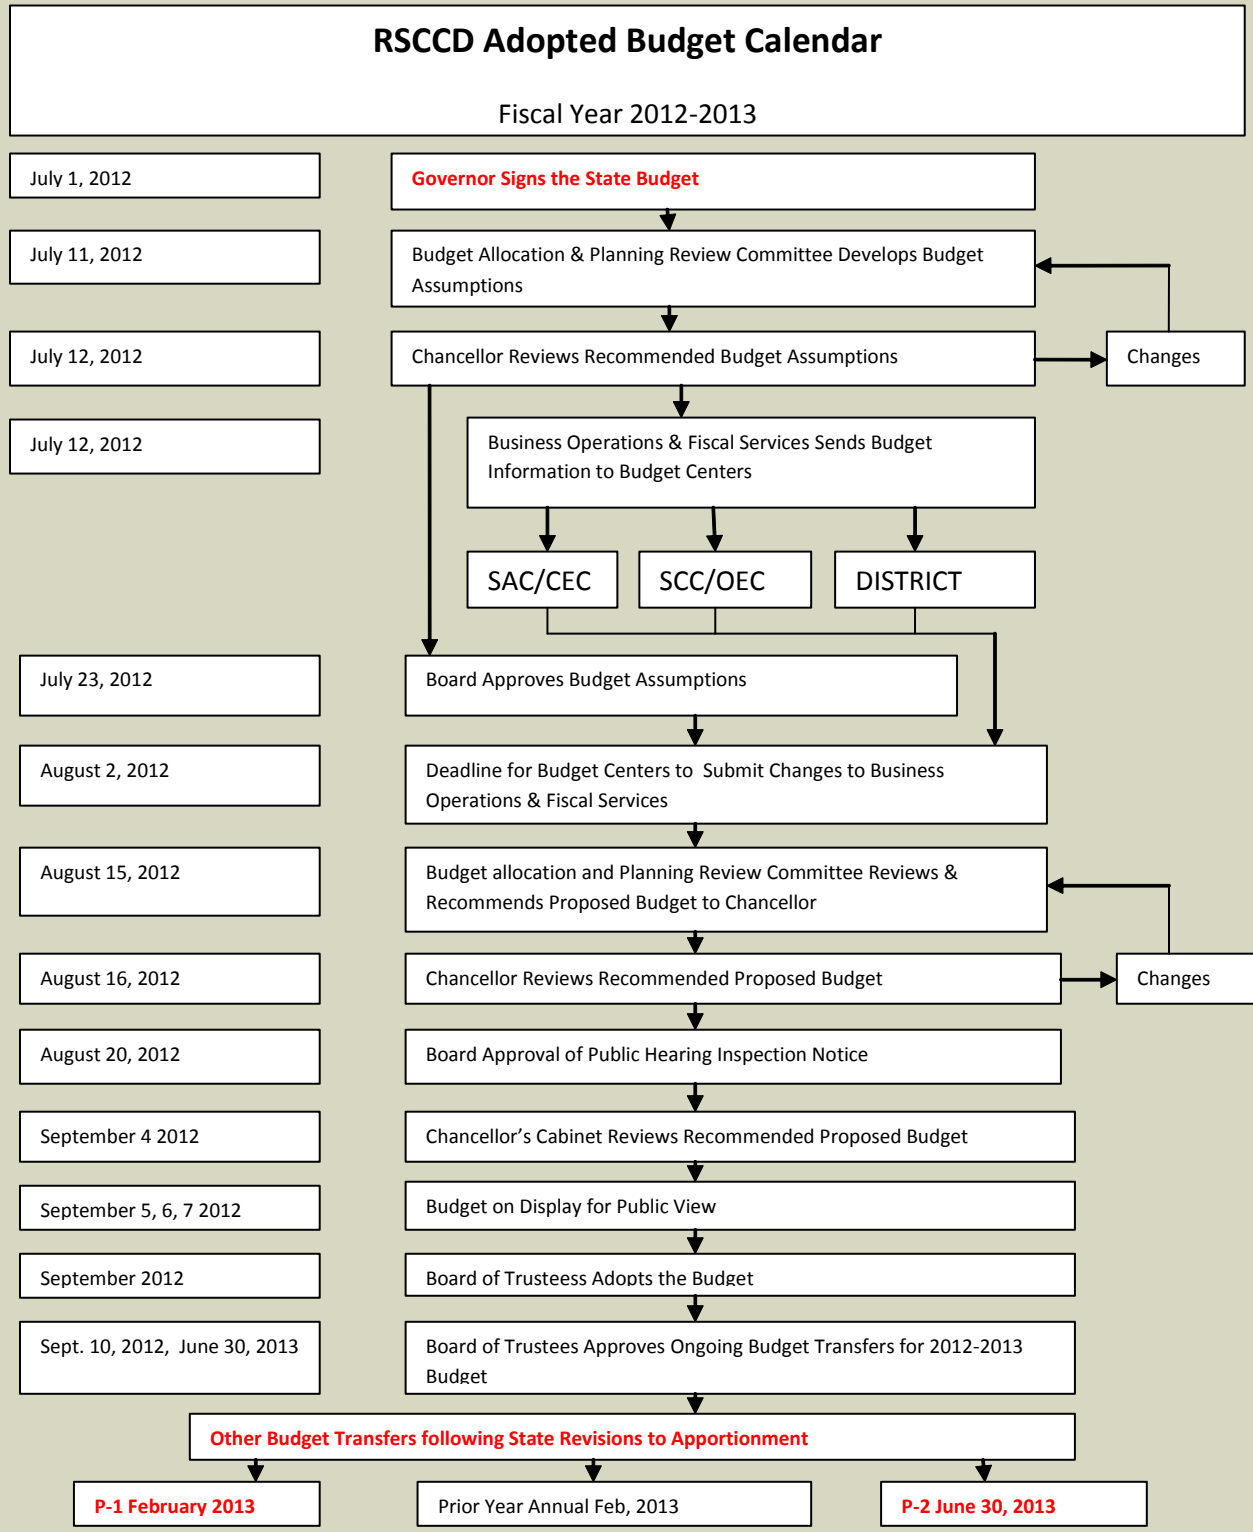 RSCCD Adopted Budget Calendar
Fiscal Year 2012-2013
July 1, 2012
Governor Signs the State Budget
July 11, 2012
Budget Allocation & Planning Review Committee Develops Budget
Assumptions
July 12, 2012
Chancellor Reviews Recommended Budget Assumptions
Changes
July 12, 2012
Business Operations & Fiscal Services Sends Budget
Information to Budget Centers
SAC/CEC
SCC/OEC
DISTRICT
July 23, 2012
Board Approves Budget Assumptions
August 2, 2012
Deadline for Budget Centers to  Submit Changes to Business
Operations & Fiscal Services
August 15, 2012
Budget allocation and Planning Review Committee Reviews &
Recommends Proposed Budget to Chancellor
August 16, 2012
Chancellor Reviews Recommended Proposed Budget
Changes
August 20, 2012
Board Approval of Public Hearing Inspection Notice
September 4 2012
Chancellor’s Cabinet Reviews Recommended Proposed Budget
September 5, 6, 7 2012
Budget on Display for Public View
September 2012
Board of Trusteess Adopts the Budget
Sept. 10, 2012,  June 30, 2013
Board of Trustees Approves Ongoing Budget Transfers for 2012-2013
Budget
Other Budget Transfers following State Revisions to Apportionment
P-1 February 2013
Prior Year Annual Feb, 2013
P-2 June 30, 2013